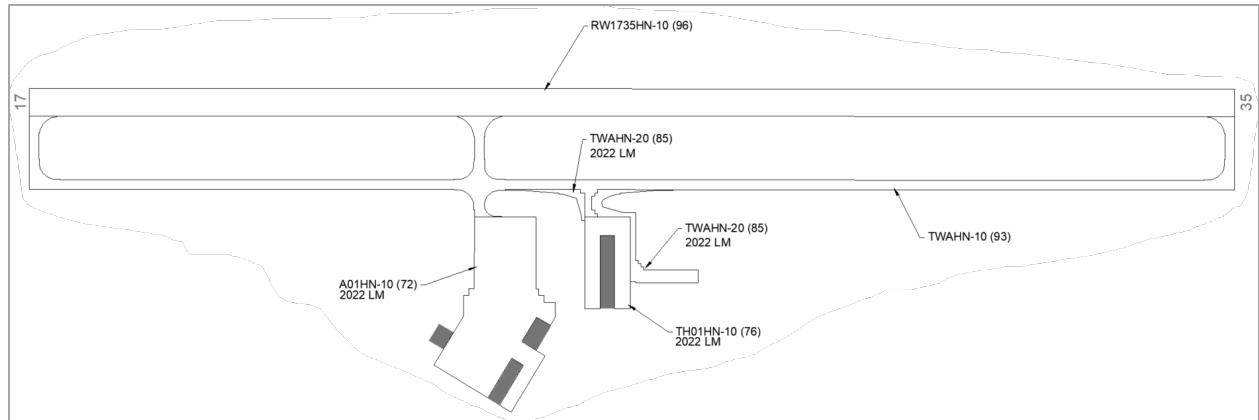 RW1735HN-10 (96)
17
35
TWAHN-20 (85)
2022 LM
TWAHN-20 (85)
2022 LM
TWAHN-10 (93)
A01HN-10 (72)
2022 LM
TH01HN-10 (76)
2022 LM